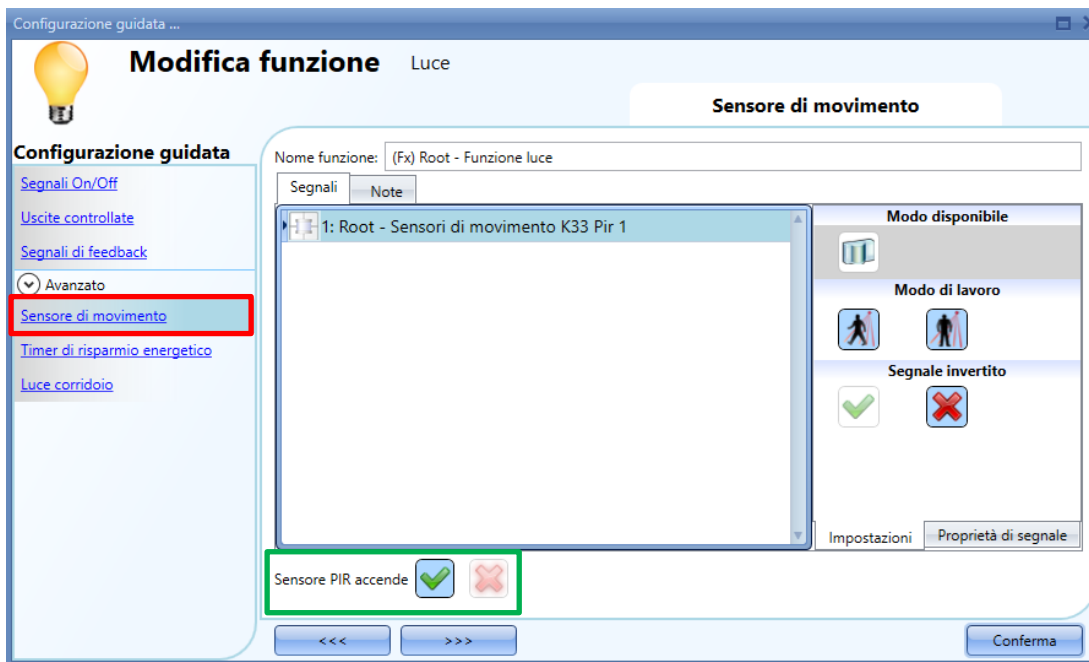 Configurazione guidata ...
Modifica funzione Luce
Sensore di movimento
Configurazione guidata
Segnali On/Off
Uscite controllate
Segnali di feedback
Avanzato
Sensore di movimento
Timer di risparmio energetico
Luce corridoio
Nome funzione: (Fx) Root - Funzione luce
Segnali Note
1: Root - Sensori di movimento K33 Pir 1
Modo disponibile
Modo di lavoro
Segnale invertito
Impostazioni Proprietà di segnale
Sensore PIR accende
<<< >>> Conferma